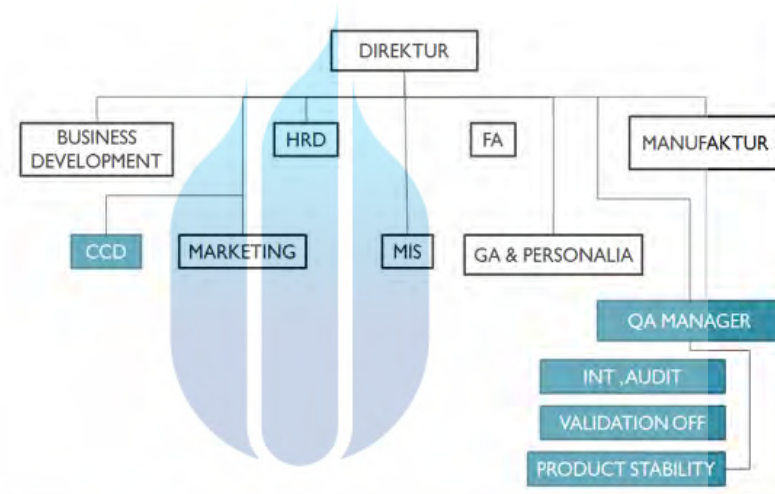 DIREKTUR
BUSINESS
DEVELOPMENT
HRD
FA
MANUFAKTUR
CCD
MARKETING
MIS
GA & PERSONALIA
QA MANAGER
INT , AUDIT
VALIDATION OFF
PRODUCT STABILITY